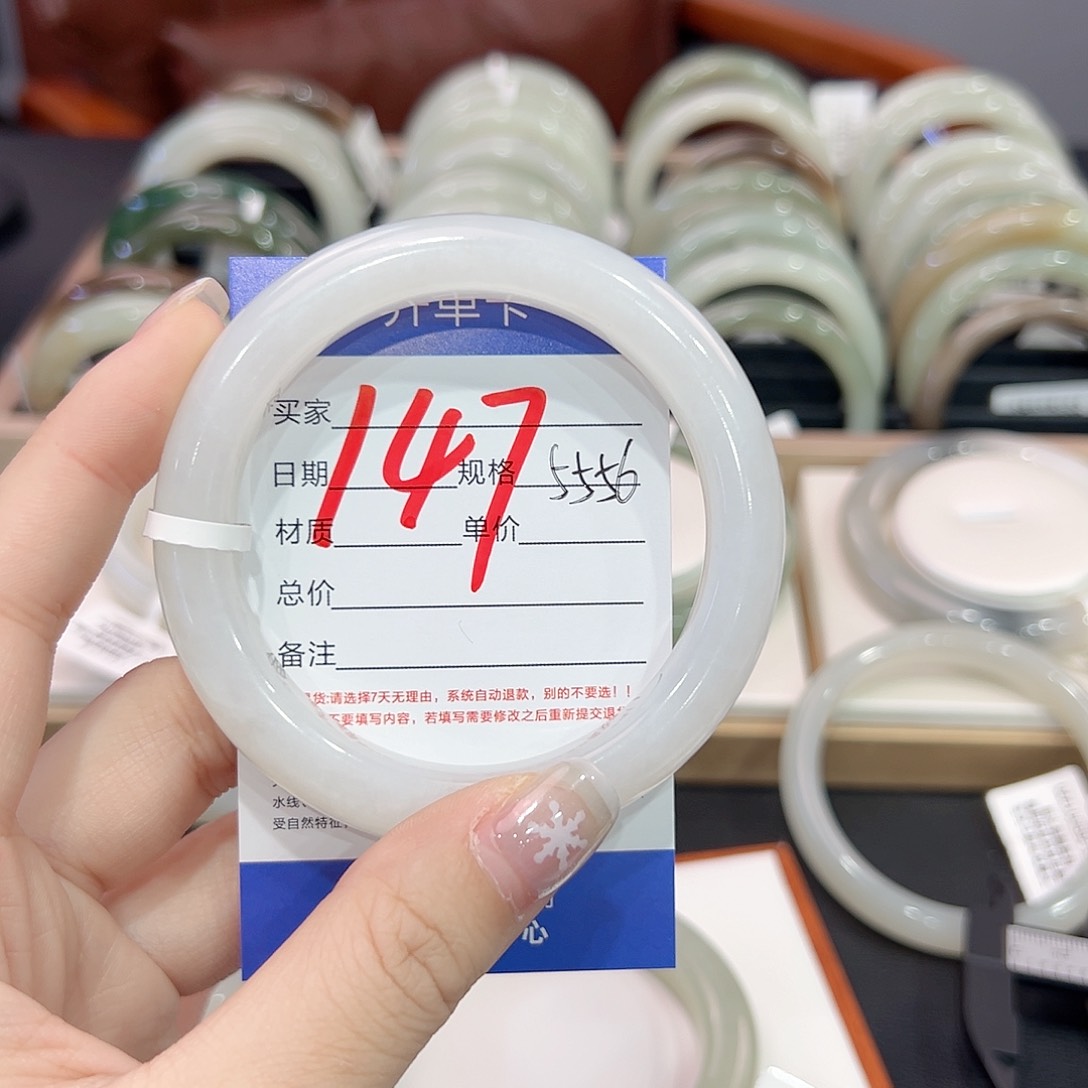 开单卡
147
买家
日期 规格 5556
材质 单价
总价
备注
货:请选择7天无理由，系统自动退款，别的不要选！！
不要填写内容，若填写需要修改之后重新提交退
水线、
受自然特征，
心